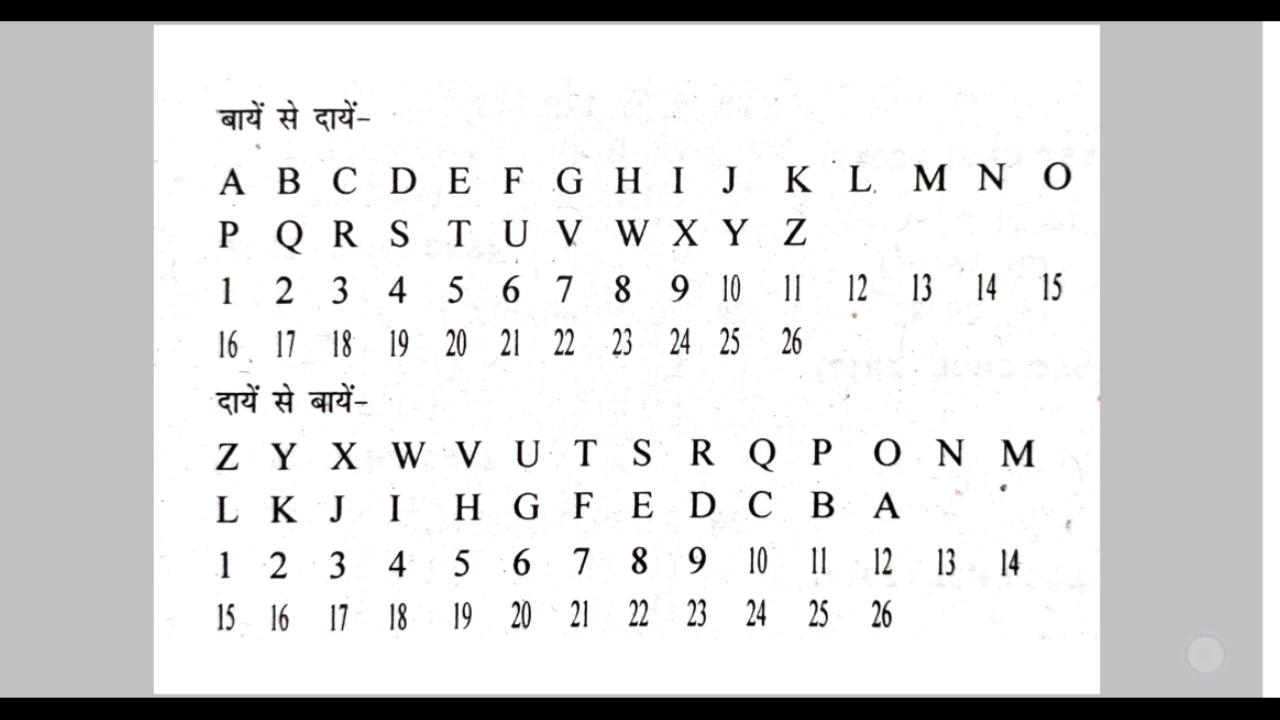 बायें से दायें-
A B C D E F G H I J K L M N O
P Q R S T U V W X Y Z
1 2 3 4 5 6 7 8 9 10 11 12 13 14 15
16 17 18 19 20 21 22 23 24 25 26
दायें से बायें-
Z Y X W V U T S R Q P O N M
L K J I H G F E D C B A
1 2 3 4 5 6 7 8 9 10 11 12 13 14
15 16 17 18 19 20 21 22 23 24 25 26